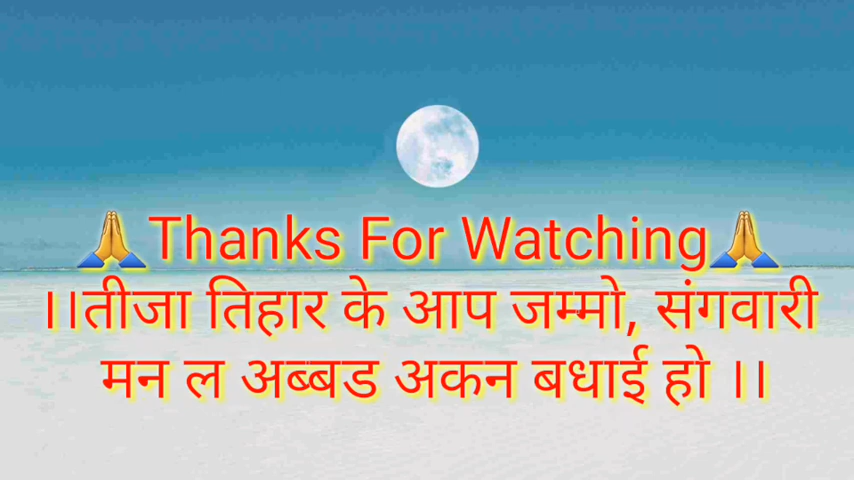 🙏Thanks For Watching🙏
।।तीजा तिहार के आप जम्मो, संगवारी
मन ल अब्बड अकन बधाई हो ।।